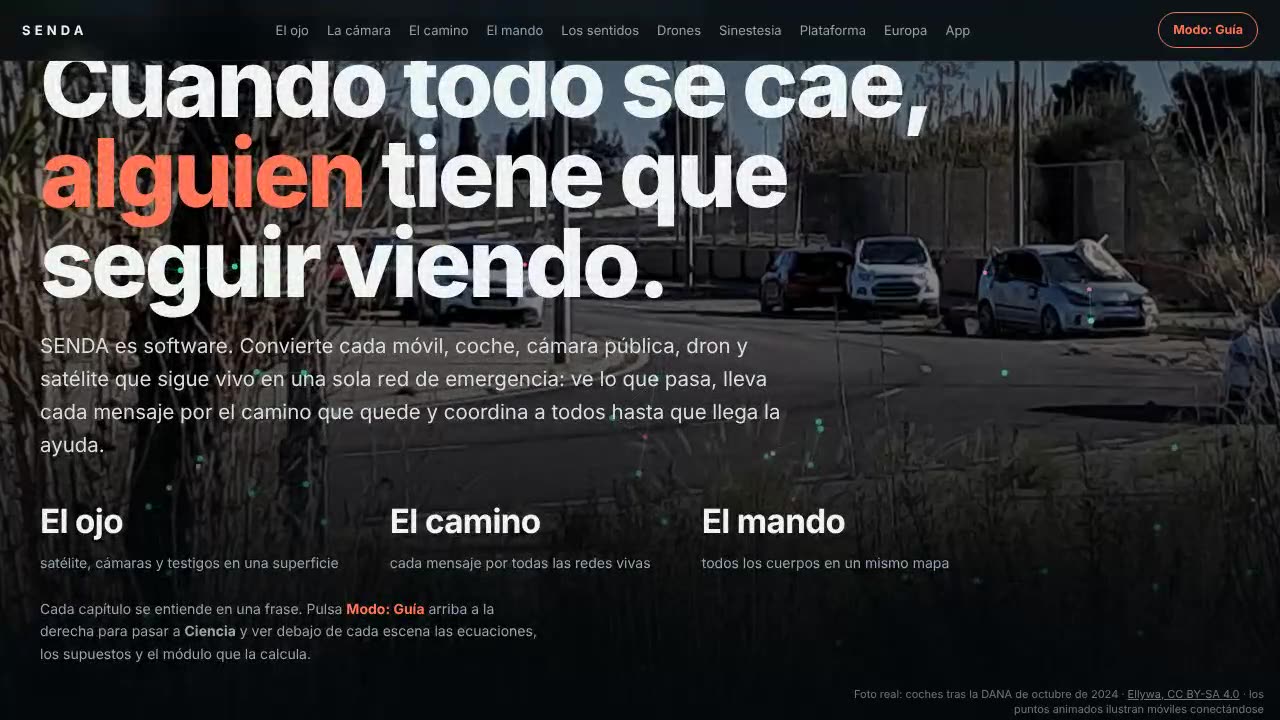 SENDA
El ojo La cámara El camino El mando Los sentidos Drones Sinestesia Plataforma Europa App
Modo: Guía
Cuando todo se cae,
alguien tiene que
seguir viendo.
SENDA es software. Convierte cada móvil, coche, cámara pública, dron y
satélite que sigue vivo en una sola red de emergencia: ve lo que pasa, lleva
cada mensaje por el camino que quede y coordina a todos hasta que llega la
ayuda.
El ojo
satélite, cámaras y testigos en una superficie
El camino
cada mensaje por todas las redes vivas
El mando
todos los cuerpos en un mismo mapa
Cada capítulo se entiende en una frase. Pulsa Modo: Guía arriba a la
derecha para pasar a Ciencia y ver debajo de cada escena las ecuaciones,
los supuestos y el módulo que la calcula.
Foto real: coches tras la DANA de octubre de 2024 · Ellywa, CC BY-SA 4.0 · los
puntos animados ilustran móviles conectándose